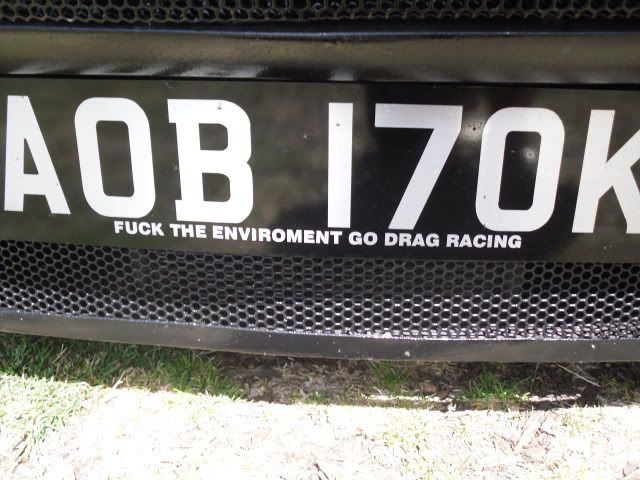 AOB 170K
FUCK THE ENVIROMENT GO DRAG RACING